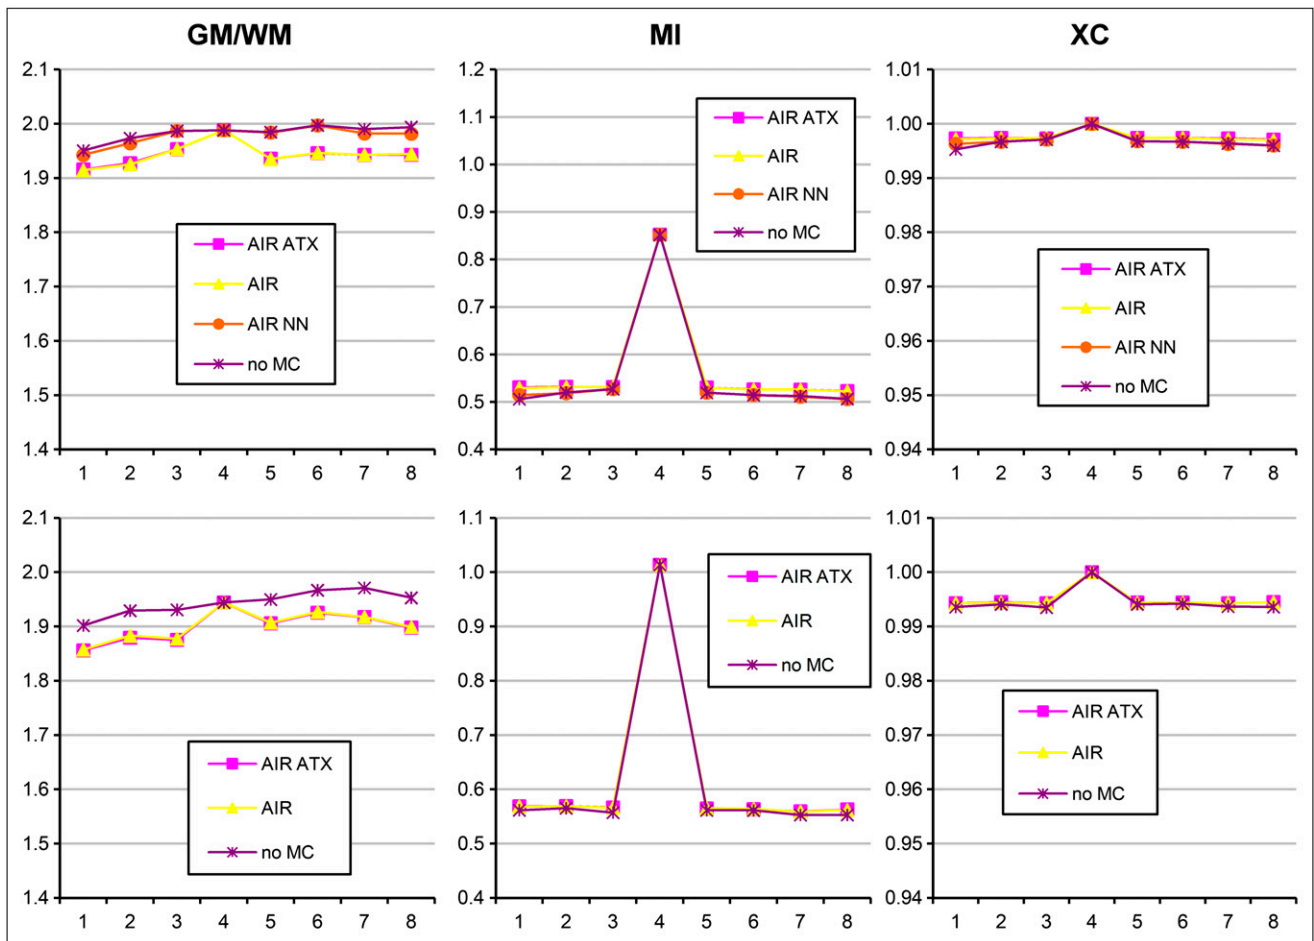 GM/WM
MI
XC
2.1
2.0
1.9
1.8
1.7
1.6
1.5
1.4
1 2 3 4 5 6 7 8
AIR ATX
AIR
AIR NN
no MC
1.2
1.1
1.0
0.9
0.8
0.7
0.6
0.5
0.4
1 2 3 4 5 6 7 8
AIR ATX
AIR
AIR NN
no MC
1.01
1.00
0.99
0.98
0.97
0.96
0.95
0.94
1 2 3 4 5 6 7 8
AIR ATX
AIR
AIR NN
no MC
2.1
2.0
1.9
1.8
1.7
1.6
1.5
1.4
1 2 3 4 5 6 7 8
AIR ATX
AIR
no MC
1.1
1.0
0.9
0.8
0.7
0.6
0.5
0.4
1 2 3 4 5 6 7 8
AIR ATX
AIR
no MC
1.01
1.00
0.99
0.98
0.97
0.96
0.95
0.94
1 2 3 4 5 6 7 8
AIR ATX
AIR
no MC